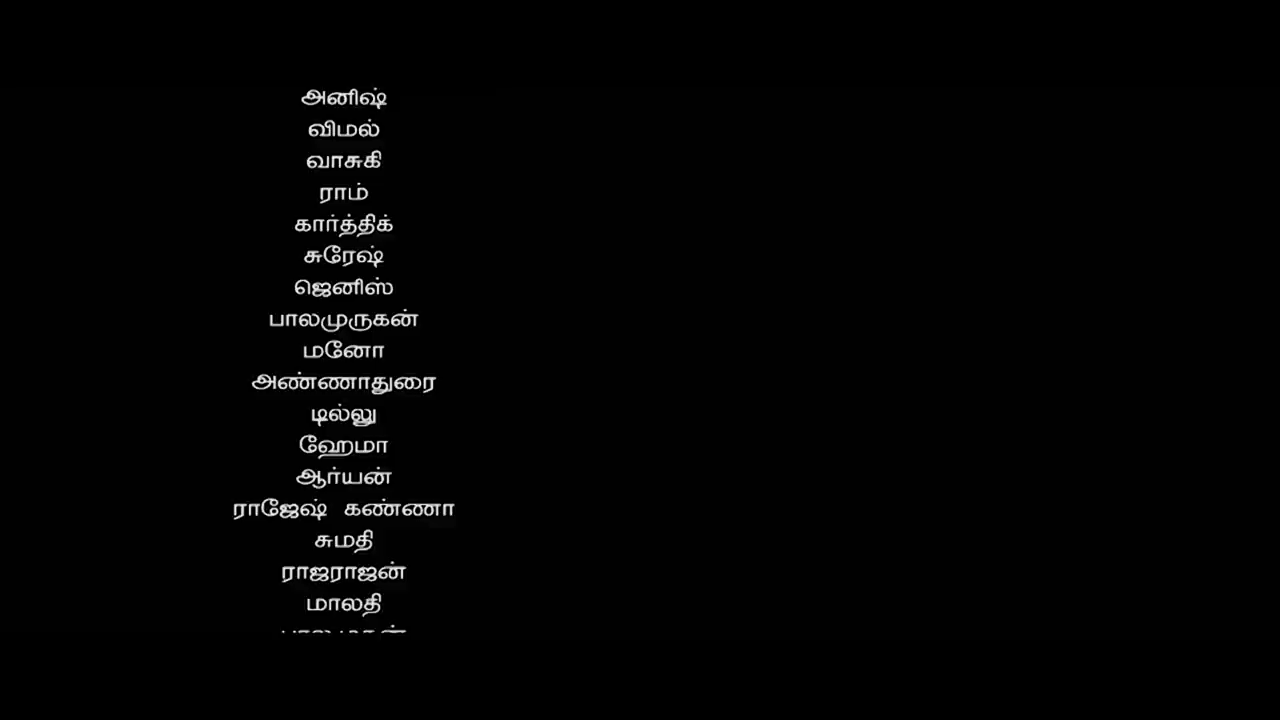 அனிஷ்
விமல்
வாசுகி
ராம்
கார்த்திக்
சுரேஷ்
ஜெனிஸ்
பாலமுருகன்
மனோ
அண்ணாதுரை
டில்லு
ஹேமா
ஆர்யன்
ராஜேஷ் கண்ணா
சுமதி
ராஜராஜன்
மாலதி